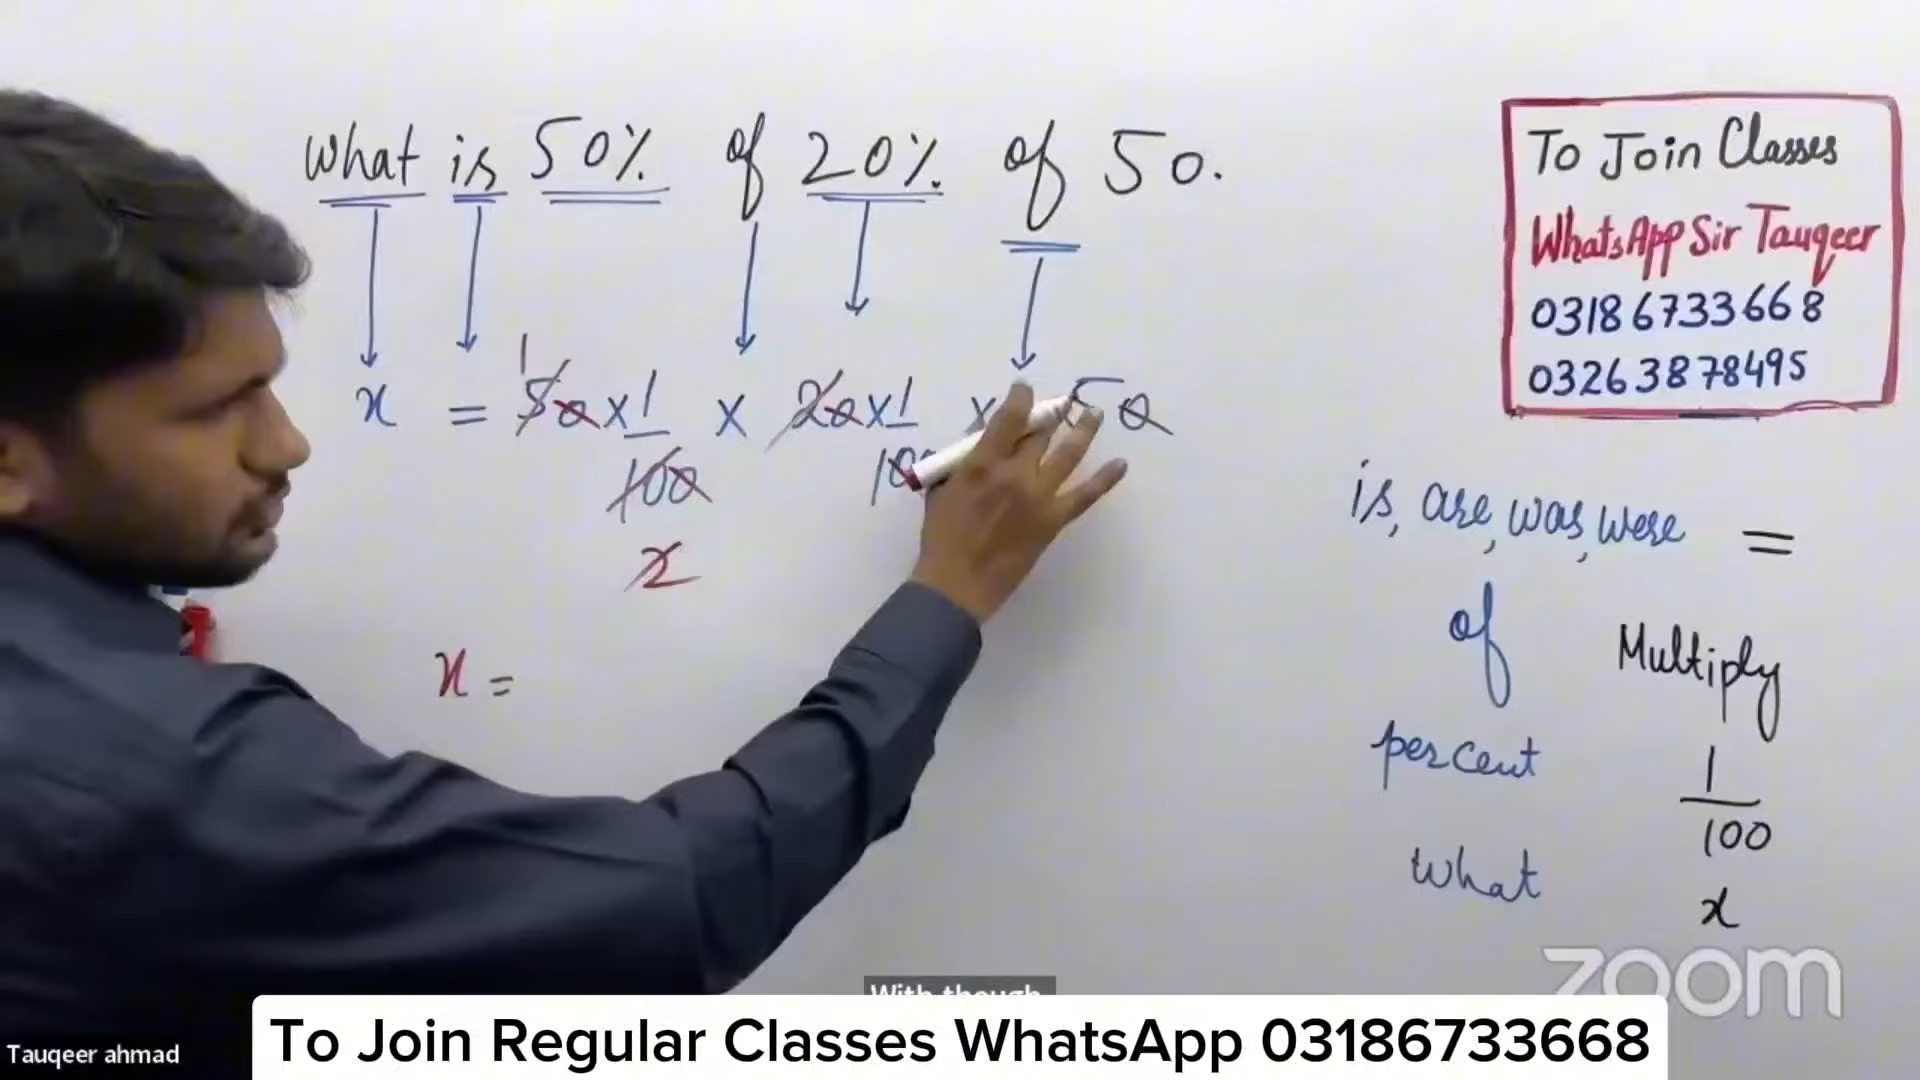 What is 50% of 20% of 50.
1
x = 50 x 1 x 20 x 1 x 50
100
2
x =
To Join Classes
WhatsApp Sir Tauqeer
03186733668
03263878495
is, are, was, were =
of Multiply
percent 1
100
what x
zoom
Tauqeer ahmad
To Join Regular Classes WhatsApp 03186733668